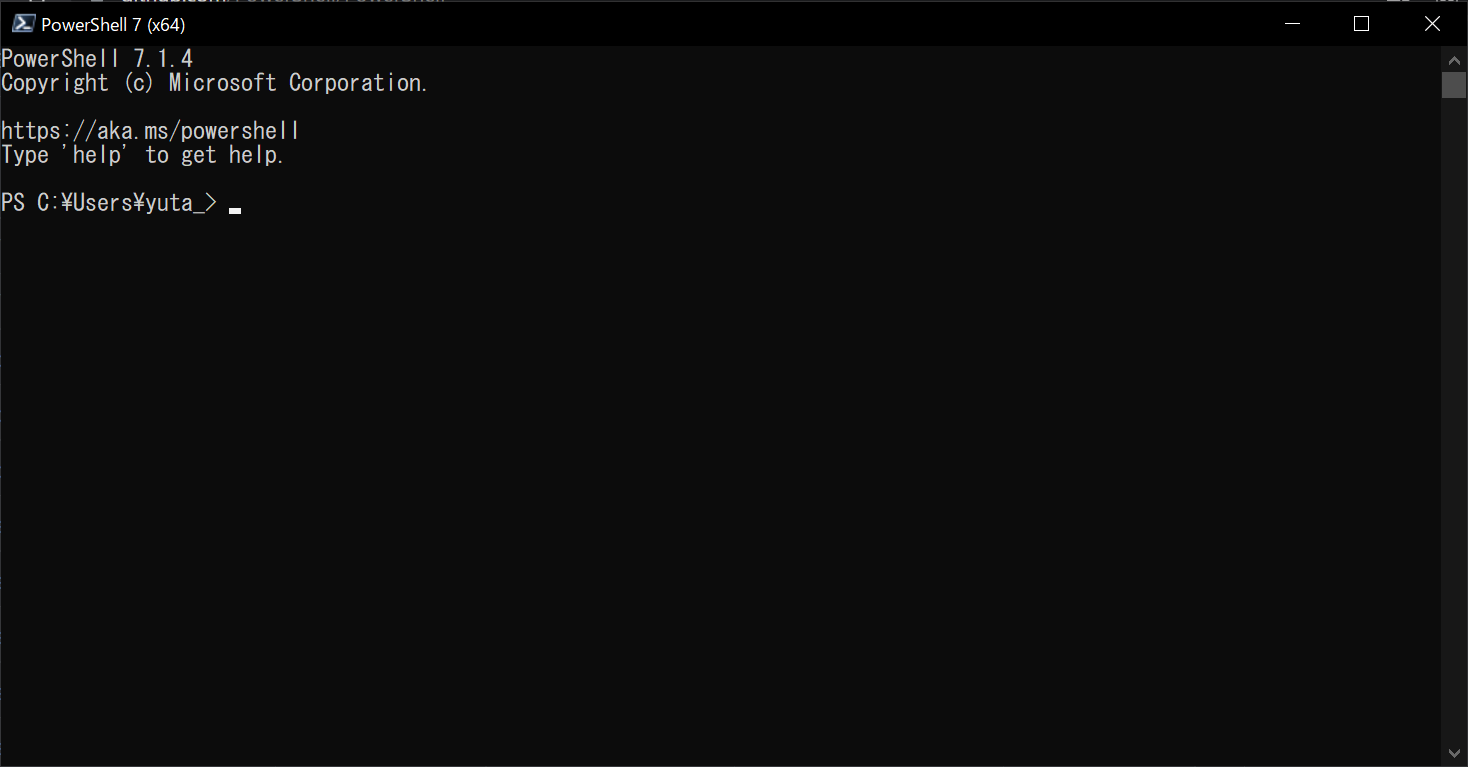 PowerShell 7 (x64)
PowerShell 7.1.4
Copyright (c) Microsoft Corporation.
https://aka.ms/powershell
Type 'help' to get help.
PS C:¥Users¥yuta_>